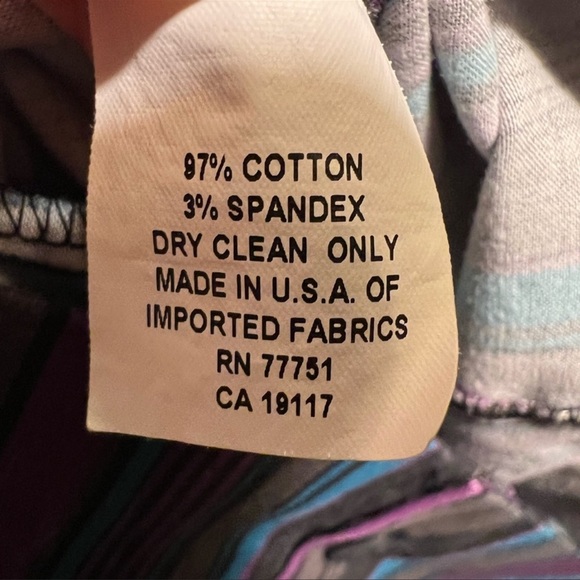 97% COTTON
3% SPANDEX
DRY CLEAN ONLY
MADE IN U.S.A. OF
IMPORTED FABRICS
RN 77751
CA 19117